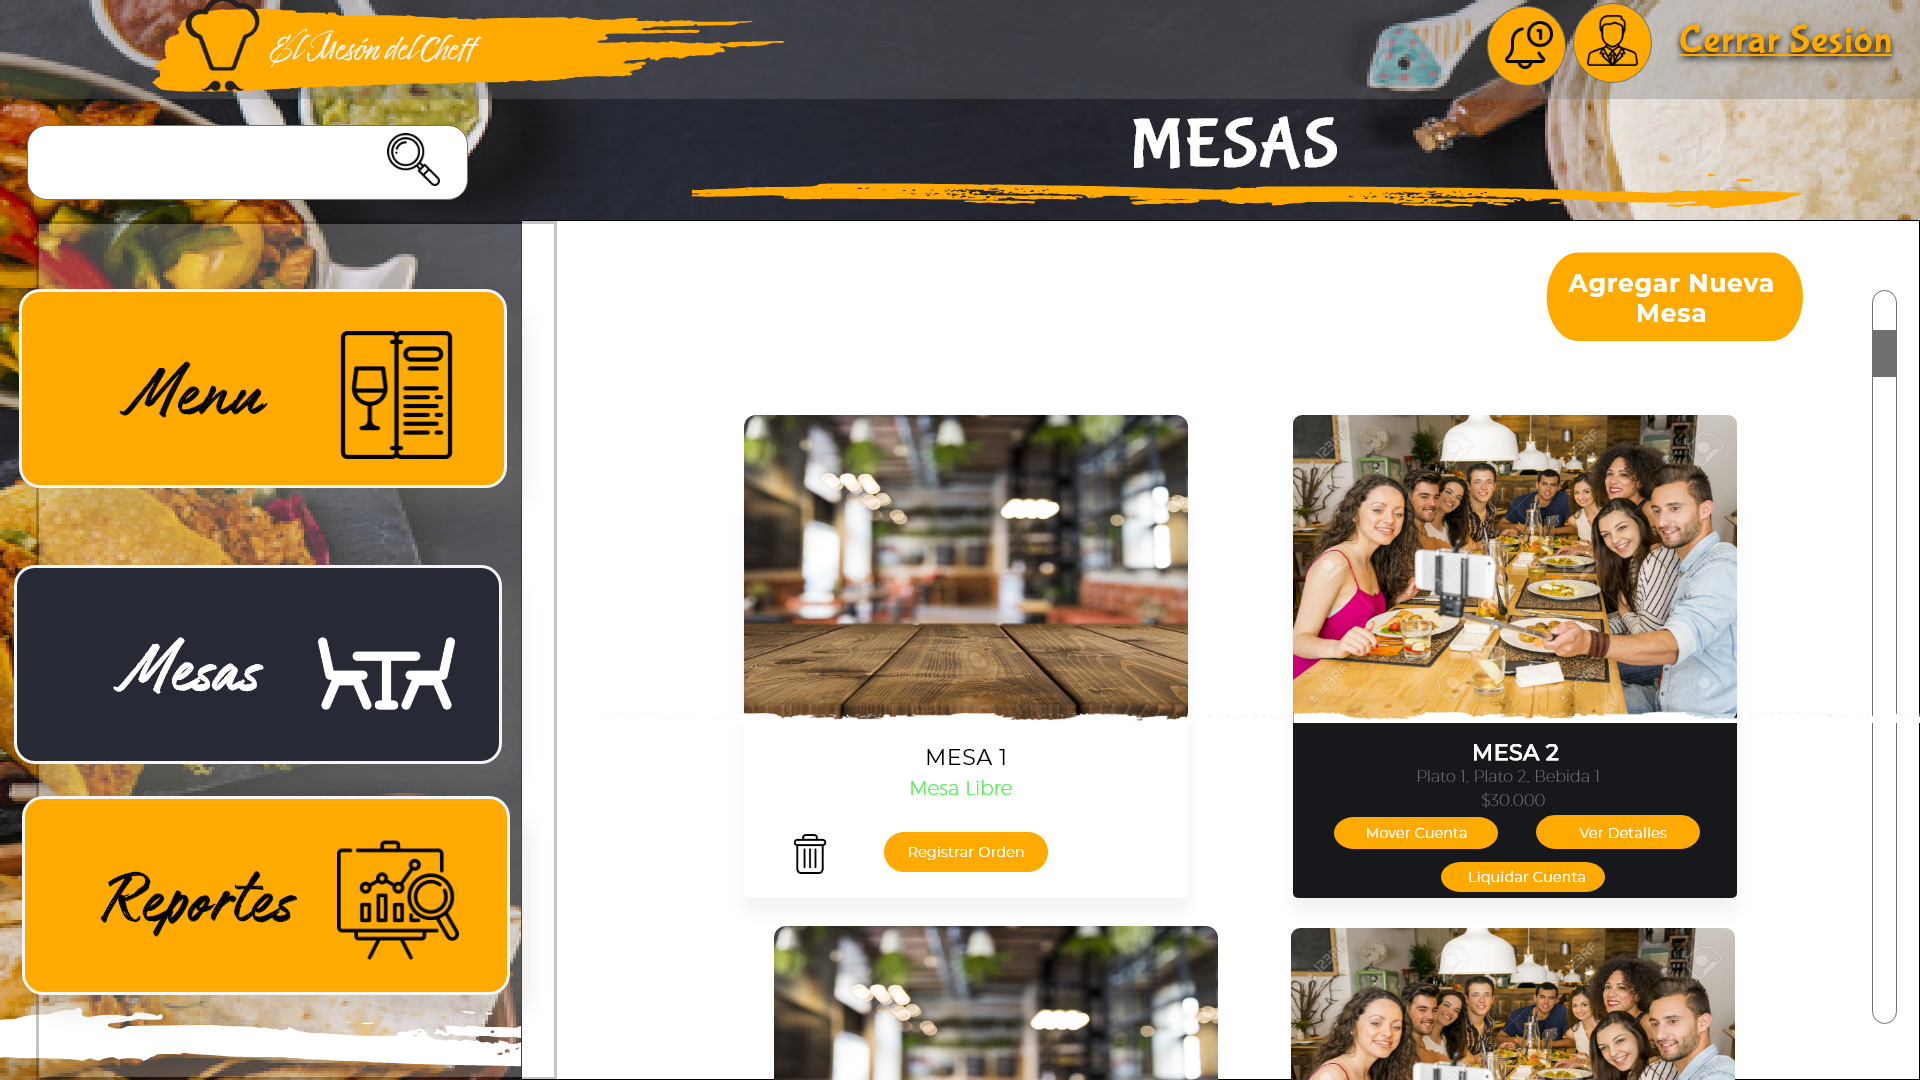 El Mesón del Cheff
1
Cerrar Sesión
MESAS
Agregar Nueva
Mesa
Menu
Mesas
Reportes
MESA 1
Mesa Libre
Registrar Orden
MESA 2
Plato 1, Plato 2, Bebida 1
$30.000
Mover Cuenta
Ver Detalles
Liquidar Cuenta